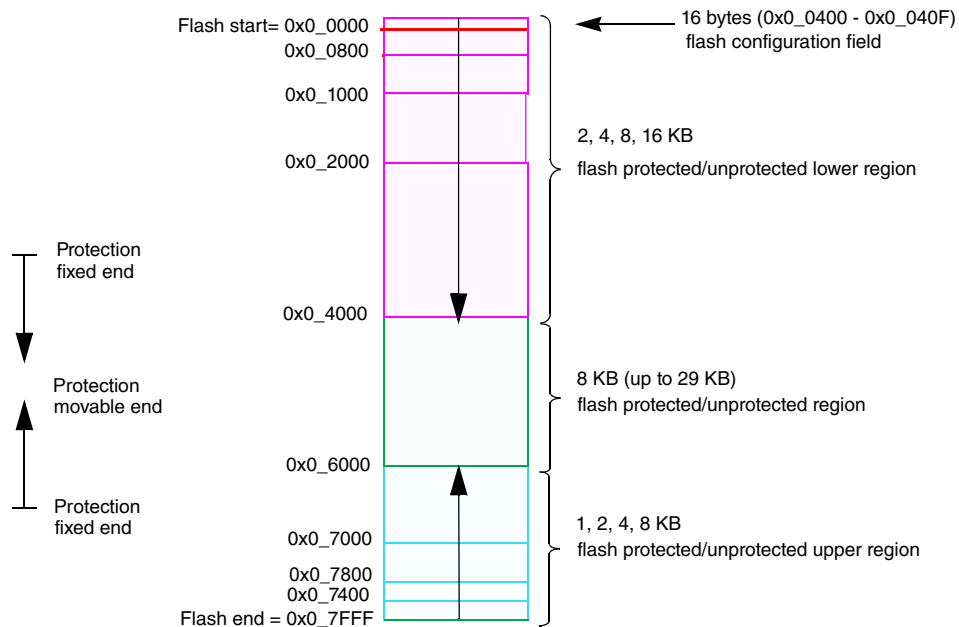 Flash start= 0x0_0000
16 bytes (0x0_0400 - 0x0_040F)
flash configuration field
0x0_0800
0x0_1000
2, 4, 8, 16 KB
0x0_2000
flash protected/unprotected lower region
Protection
fixed end
0x0_4000
Protection
movable end
8 KB (up to 29 KB)
flash protected/unprotected region
0x0_6000
Protection
fixed end
1, 2, 4, 8 KB
0x0_7000
flash protected/unprotected upper region
0x0_7800
0x0_7400
Flash end = 0x0_7FFF